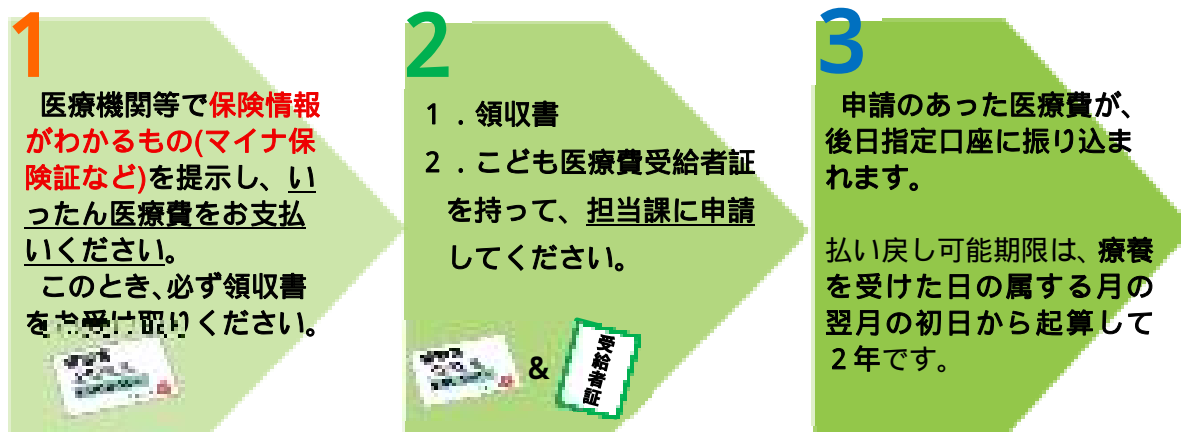 1
医療機関等で保険情報
がわかるもの(マイナ保
険証など)を提示し、い
ったん医療費をお支払
いください。
このとき、必ず領収書
をお受け取りください。
2
1．領収書
2．こども医療費受給者証
を持って、担当課に申請
してください。
&
受給者証
3
申請のあった医療費が、
後日指定口座に振り込ま
れます。
払い戻し可能期限は、療養
を受けた日の属する月の
翌月の初日から起算して
２年です。